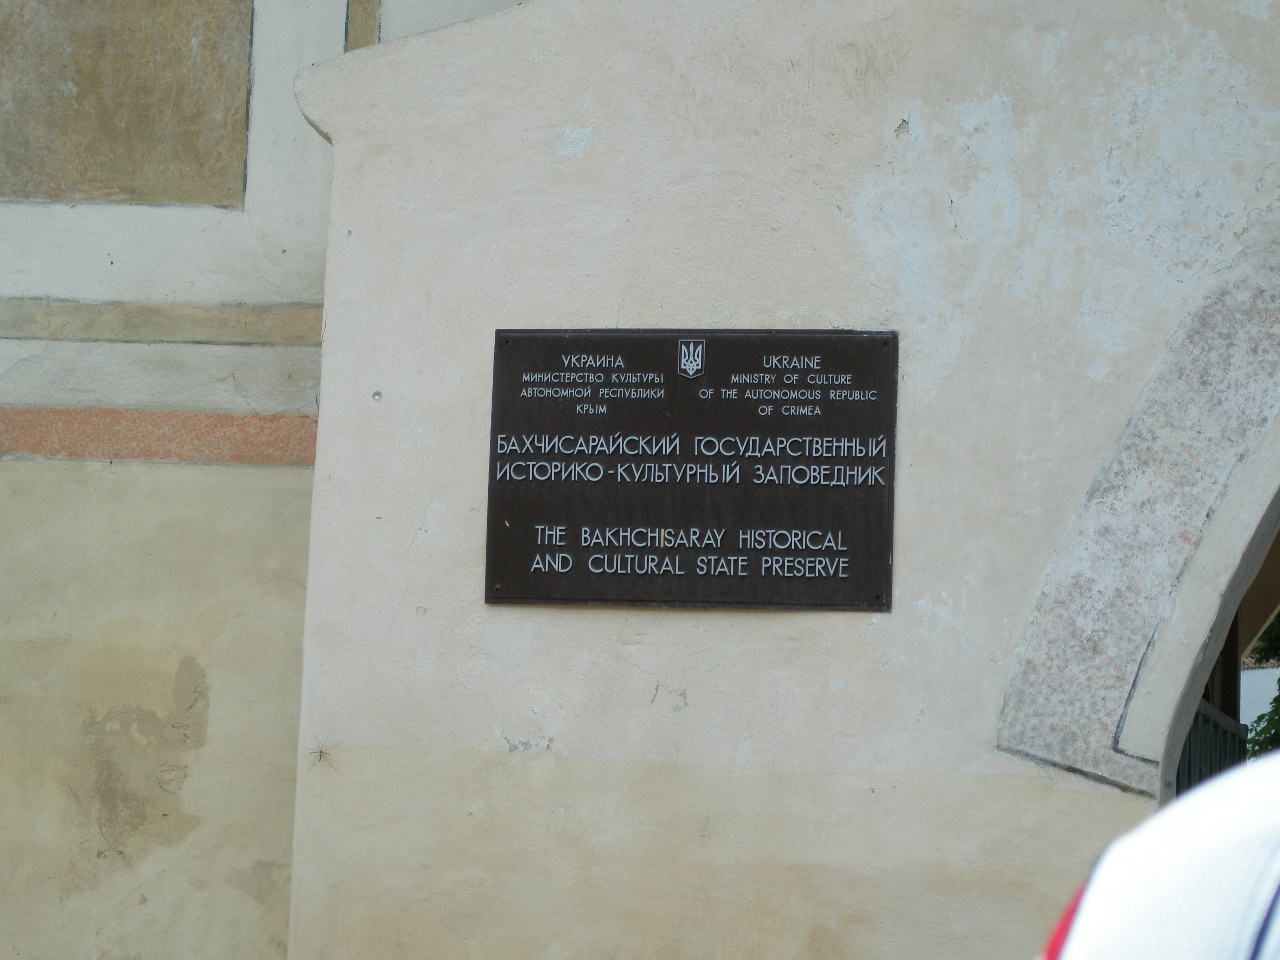 УКРАИНА
МИНИСТЕРСТВО КУЛЬТУРЫ
АВТОНОМНОЙ РЕСПУБЛИКИ
КРЫМ
UKRAINE
MINISTRY OF CULTURE
OF THE AUTONOMOUS REPUBLIC
OF CRIMEA
БАХЧИСАРАЙСКИЙ ГОСУДАРСТВЕННЫЙ
ИСТОРИКО-КУЛЬТУРНЫЙ ЗАПОВЕДНИК
THE BAKHCHISARAY HISTORICAL
AND CULTURAL STATE PRESERVE